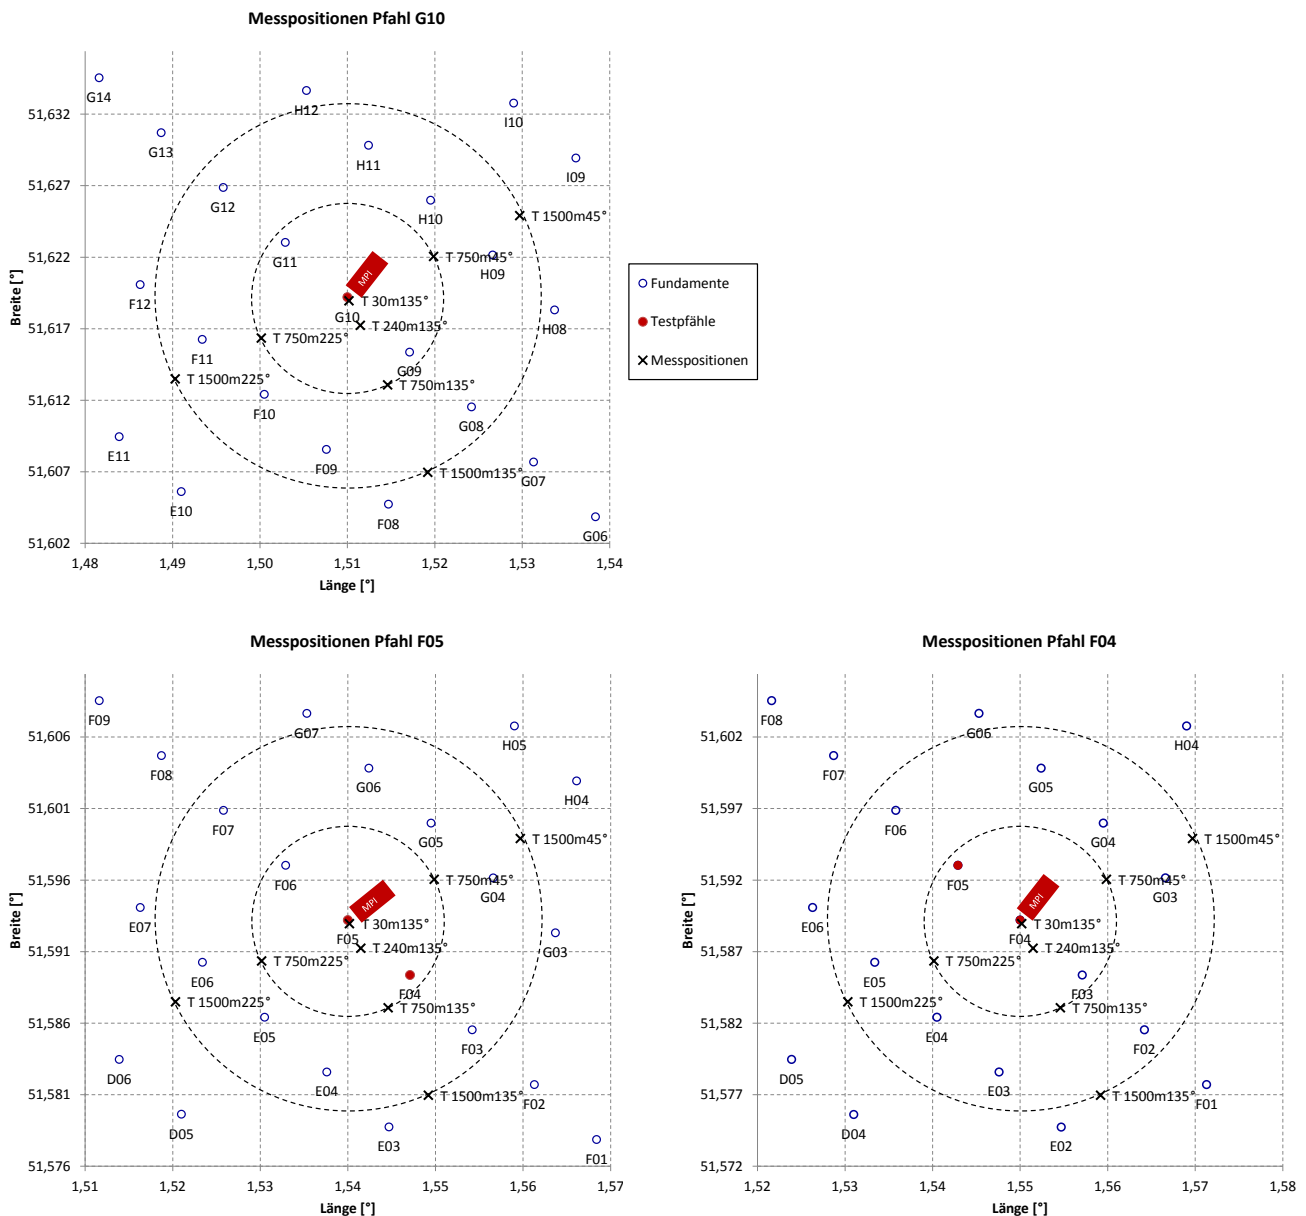 Messpositionen Pfahl G10
G14
H12
I10
51,632
G13
H11
I09
51,627
G12
H10
T 1500m45°
51,622
G11
T 750m45°
H09
MPI
F12
T 30m135°
G10
H08
51,617
T 240m135°
T 750m225°
F11
G09
T 1500m225°
T 750m135°
51,612
F10
G08
E11
F09
51,607
T 1500m135°
G07
E10
F08
G06
51,602
1,48
1,49
1,50
1,51
1,52
1,53
1,54
Breite [°]
Länge [°]
Fundamente
Testpfähle
Messpositionen
Messpositionen Pfahl F05
F09
G07
H05
51,606
F08
G06
H04
51,601
F07
G05
T 1500m45°
51,596
F06
T 750m45°
G04
MPI
E07
T 30m135°
F05
G03
51,591
T 240m135°
T 750m225°
E06
F04
T 1500m225°
T 750m135°
51,586
E05
F03
D06
E04
51,581
T 1500m135°
F02
D05
E03
F01
51,576
1,51
1,52
1,53
1,54
1,55
1,56
1,57
Breite [°]
Länge [°]
Messpositionen Pfahl F04
F08
G06
H04
51,602
F07
G05
51,597
F06
G04
T 1500m45°
51,592
F05
T 750m45°
G03
MPI
E06
T 30m135°
F04
51,587
T 240m135°
T 750m225°
E05
F03
T 1500m225°
T 750m135°
51,582
E04
F02
D05
E03
51,577
T 1500m135°
F01
D04
E02
51,572
1,52
1,53
1,54
1,55
1,56
1,57
1,58
Breite [°]
Länge [°]